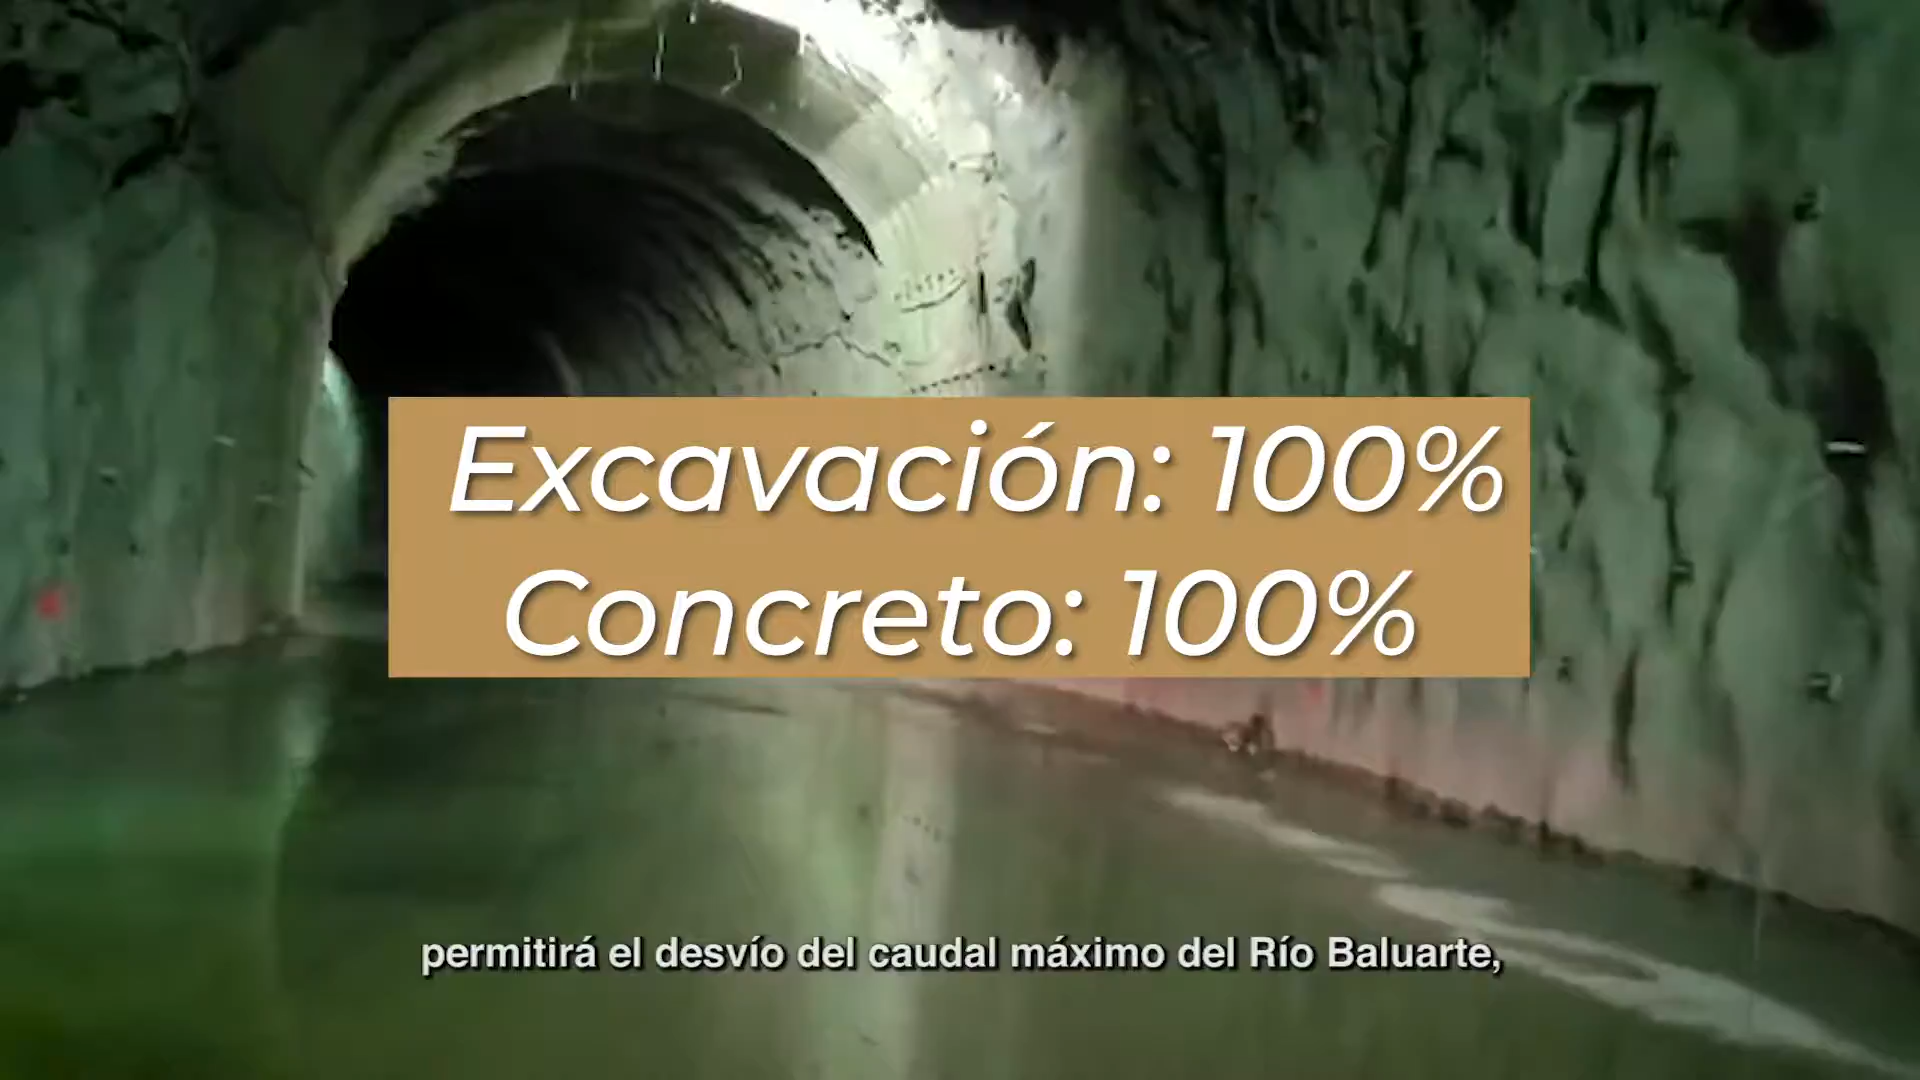 Excavación: 100%
Concreto: 100%
permitirá el desvío del caudal máximo del Río Baluarte,